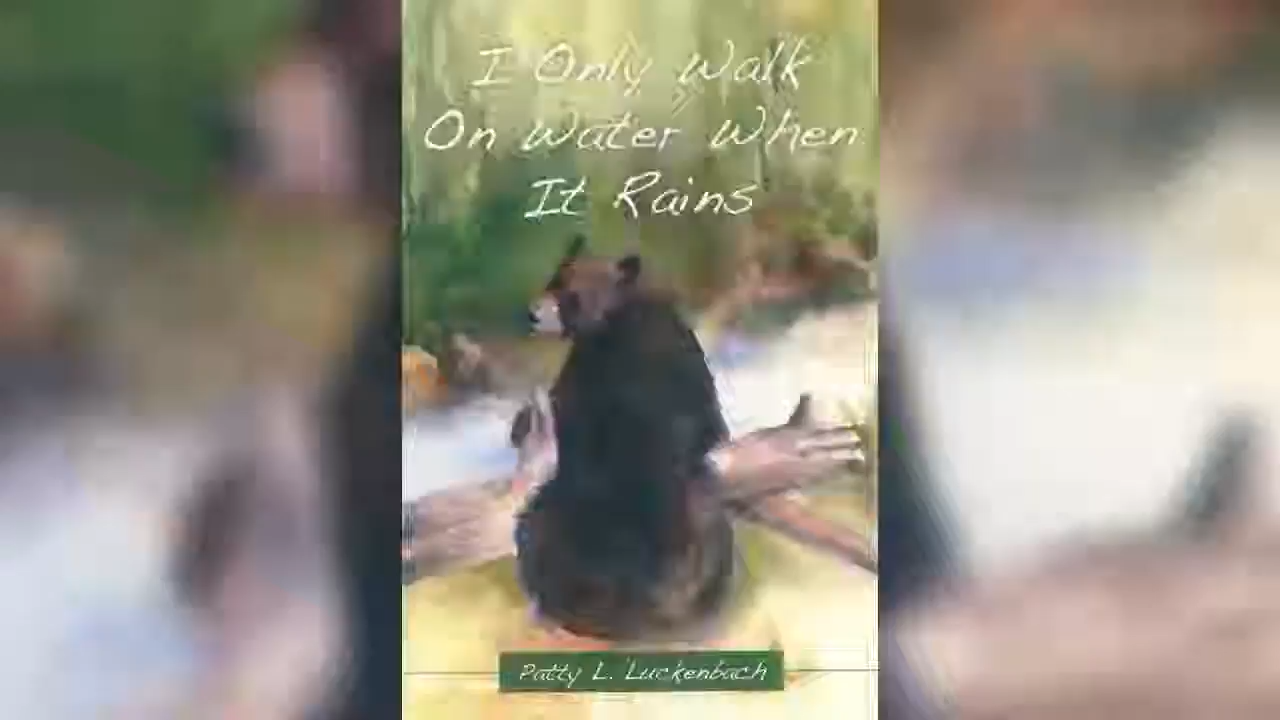 I Only Walk
On Water When
It Rains
Patty L. Luckenbach